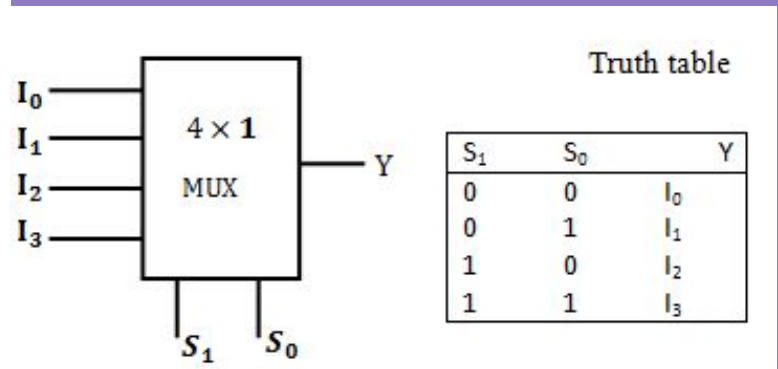 Truth table
I₀
I₁
I₂
I₃
4 × 1
MUX
Y
S₁ S₀
S₁ S₀ Y
0 0 I₀
0 1 I₁
1 0 I₂
1 1 I₃